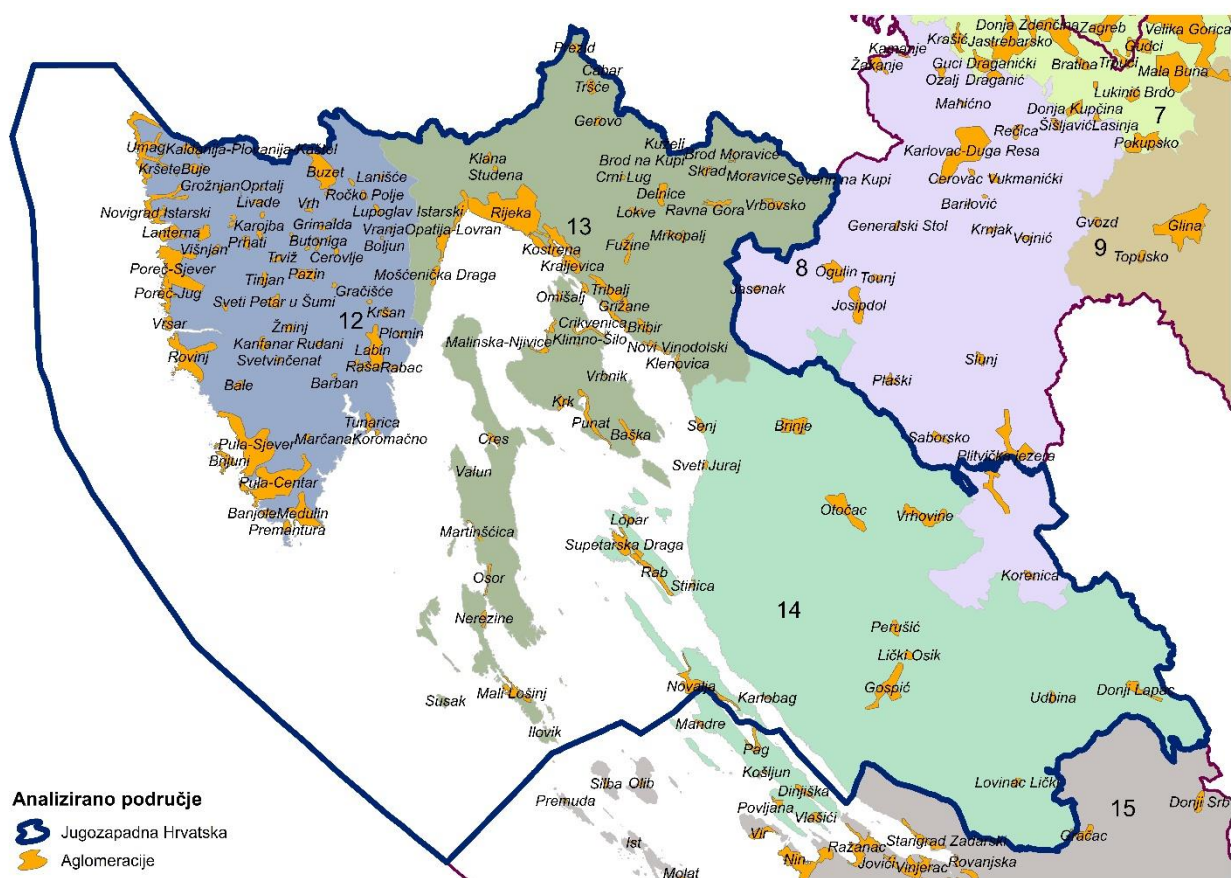 Donja Zdenčina
Zagreb
Velika Gorica
Krašić
Jastrebarsko
Gudci
Kamanje
Žakanje
Guci Draganički
Bratina
Mala Buna
Ozalj
Draganić
Lukinić Brdo
Mahićno
Donja Kupčina
7
Rečica
Šišljavić
Lasinja
Pokupsko
Karlovac-Duga Resa
Cerovac Vukmanički
Barilović
Generalski Stol
Krnjak
Vojnić
Gvozd
Glina
9
Topusko
8
Ogulin
Tounj
Jasenak
Josipdol
Slunj
Plaški
Saborsko
Plitvička jezera
Prezid
Čabar
Tršće
Gerovo
Kuželj
Brod na Kupi
Brod Moravice
Crni Lug
Skrad
Moravice
Severin na Kupi
Klana
Studena
Delnice
Lokve
Ravna Gora
Vrbovsko
Rijeka
13
Fužine
Mrkopalj
Opatija-Lovran
Kostrena
Kraljevica
Mošćenička Draga
Omišalj
Tribalj
Grižane
Crikvenica
Bribir
Malinska-Njivice
Klimno-Šilo
Novi Vinodolski
Klenovica
Vrbnik
Krk
Punat
Baška
Cres
Valun
Martinšćica
Osor
Nerezine
Mali Lošinj
Susak
Ilovik
Umag
Kaldanija-Plovanija-Kaštel
Kršete
Buje
Buzet
Lanišće
Grožnjan
Oprtalj
Ročko Polje
Livade
Vrh
Lupoglav
Istarski
Novigrad Istarski
Karojba
Grimalda
Vranja
Lanterna
Višnjan
Prhati
Butoniga
Boljun
Trviž
Cerovlje
Poreč-Sjever
Tinjan
Pazin
Poreč-Jug
Gračišće
Sveti Petar u Šumi
Kršan
Vrsar
Žminj
12
Plomin
Kanfanar
Rudani
Labin
Rovinj
Svetvinčenat
Raša
Rabac
Bale
Barban
Tunarica
Marčana
Koromačno
Pula-Sjever
Brijuni
Pula-Centar
Banjole
Medulin
Premantura
Senj
Brinje
Sveti Juraj
Otočac
Vrhovine
Lopar
Supetarska Draga
Rab
Stinica
Korenica
14
Perušić
Lički Osik
Gospić
Novalja
Karlobag
Udbina
Donji Lapac
Mandre
Pag
Košljun
Lovinac Lički
15
Donji Srb
Silba
Olib
Dinjiška
Premuda
Povljana
Vlašići
Gračac
Vir
Ražanac
Starigrad Zadarski
Ist
Nin
Jovići
Vinjerac
Rovanjska
Molat
Analizirano područje
Jugozapadna Hrvatska
Aglomeracije